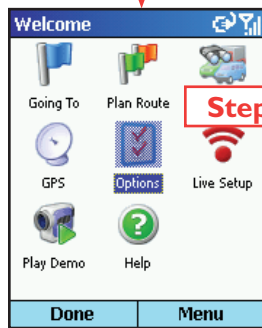 Welcome
Going To
Plan Route
Step
GPS
Options
Live Setup
Play Demo
Help
Done
Menu